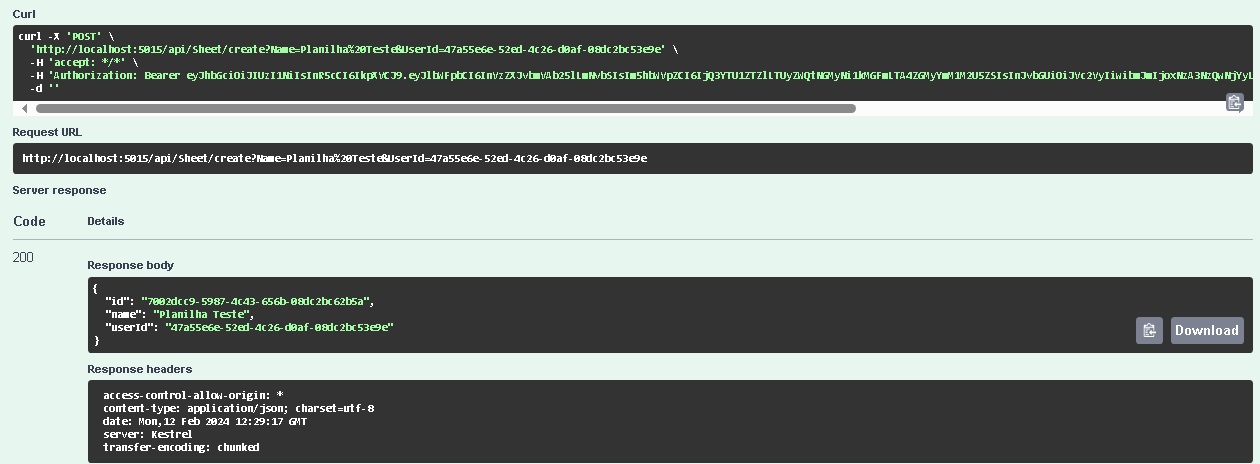 Curl
curl -X 'POST' \
'http://localhost:5015/api/Sheet/create?Name=Planilha%20Teste&UserId=47a55e6e-52ed-4c26-d0af-08dc2bc53e9e' \
-H 'accept: */*' \
-H 'Authorization: Bearer
-d ''
Request URL
http://localhost:5015/api/Sheet/create?Name=Planilha%20Teste&UserId=47a55e6e-52ed-4c26-d0af-08dc2bc53e9e
Server response
Code Details
200
Response body
{
"id": "7002dcc9-5987-4c43-656b-08dc2bc62b5a",
"name": "Planilha Teste",
"userId": "47a55e6e-52ed-4c26-d0af-08dc2bc53e9e"
}
Download
Response headers
access-control-allow-origin: *
content-type: application/json; charset=utf-8
date: Mon,12 Feb 2024 12:29:17 GMT
server: Kestrel
transfer-encoding: chunked